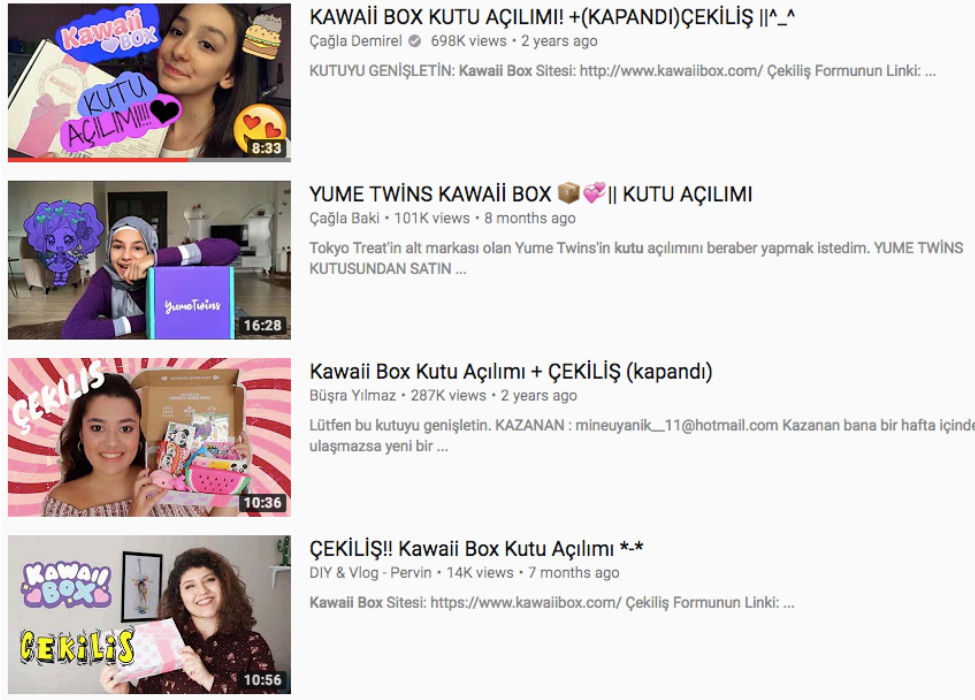 Kawaii
BOX
KUTU
AÇILIMI!!!
8:33
KAWAİİ BOX KUTU AÇILIMI! +(KAPANDI)ÇEKİLİŞ ||^_^
Çağla Demirel 698K views • 2 years ago
KUTUYU GENİŞLETİN: Kawaii Box Sitesi: http://www.kawaiibox.com/ Çekiliş Formunun Linki: ...
YumeTwins
16:28
YUME TWİNS KAWAİİ BOX 📦💞|| KUTU AÇILIMI
Çağla Baki • 101K views • 8 months ago
Tokyo Treat'in alt markası olan Yume Twins'in kutu açılımını beraber yapmak istedim. YUME TWİNS
KUTUSUNDAN SATIN ...
ÇEKİLİŞ
10:36
Kawaii Box Kutu Açılımı + ÇEKİLİŞ (kapandı)
Büşra Yılmaz • 287K views • 2 years ago
Lütfen bu kutuyu genişletin. KAZANAN : mineuyanik__11@hotmail.com Kazanan bana bir hafta içinde
ulaşmazsa yeni bir ...
KAWAII
BOX
ÇEKİLİŞ
10:56
ÇEKİLİŞ!! Kawaii Box Kutu Açılımı *-*
DIY & Vlog - Pervin • 14K views • 7 months ago
Kawaii Box Sitesi: https://www.kawaiibox.com/ Çekiliş Formunun Linki: ...